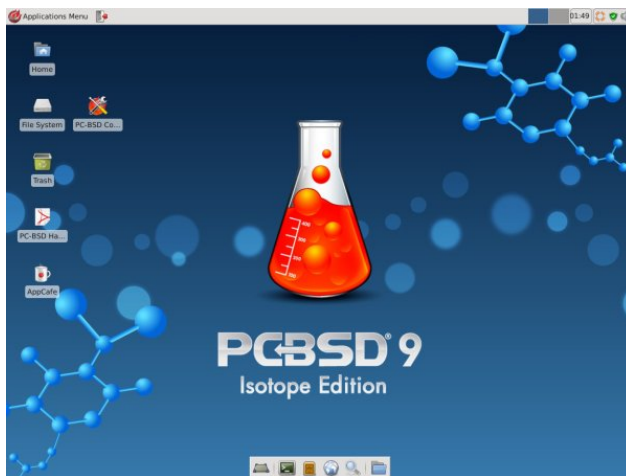 Applications Menu
01:49
Home
File System
PC-BSD Co...
Trash
PC-BSD Ha...
AppCafe
PCBSD® 9
Isotope Edition